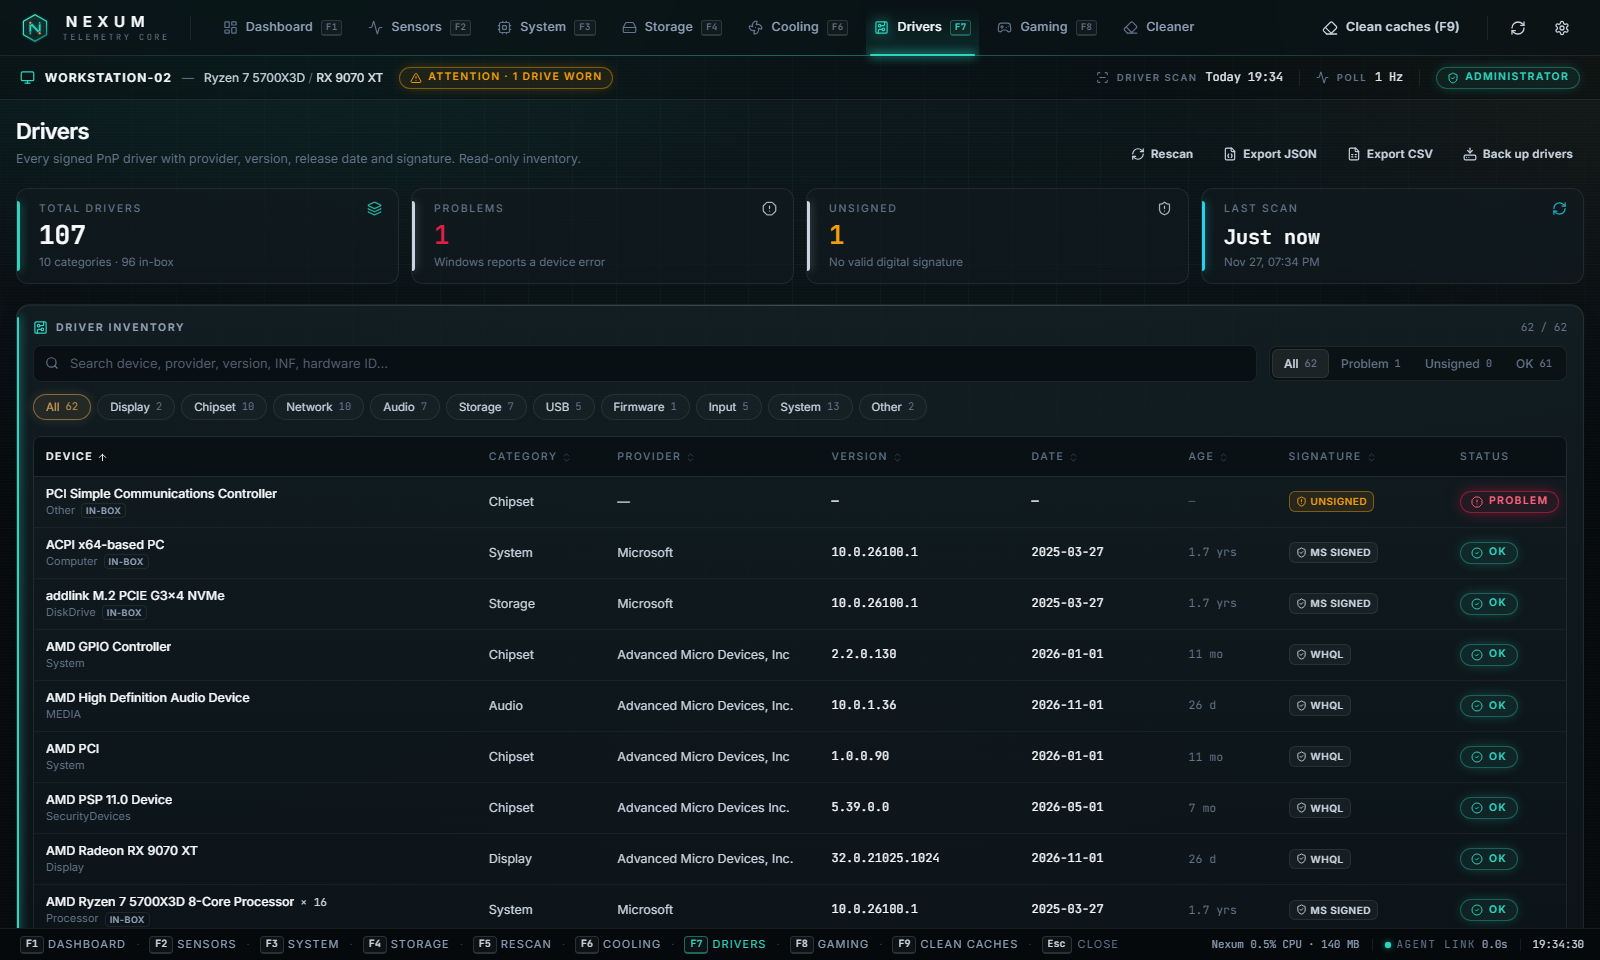 NEXUM
TELEMETRY CORE
Dashboard F1 Sensors F2 System F3 Storage F4 Cooling F6 Drivers F7 Gaming F8 Cleaner Clean caches (F9)
WORKSTATION-02 — Ryzen 7 5700X3D / RX 9070 XT ATTENTION · 1 DRIVE WORN DRIVER SCAN Today 19:34 POLL 1 Hz ADMINISTRATOR
Drivers
Every signed PnP driver with provider, version, release date and signature. Read-only inventory.
Rescan Export JSON Export CSV Back up drivers
TOTAL DRIVERS
107
10 categories · 96 in-box
PROBLEMS
1
Windows reports a device error
UNSIGNED
1
No valid digital signature
LAST SCAN
Just now
Nov 27, 07:34 PM
DRIVER INVENTORY 62 / 62
Search device, provider, version, INF, hardware ID...
All 62 Problem 1 Unsigned 0 OK 61
All 62 Display 2 Chipset 10 Network 10 Audio 7 Storage 7 USB 5 Firmware 1 Input 5 System 13 Other 2
DEVICE CATEGORY PROVIDER VERSION DATE AGE SIGNATURE STATUS
PCI Simple Communications Controller
Other IN-BOX
Chipset — – – – UNSIGNED PROBLEM
ACPI x64-based PC
Computer IN-BOX
System Microsoft 10.0.26100.1 2025-03-27 1.7 yrs MS SIGNED OK
addlink M.2 PCIE G3×4 NVMe
DiskDrive IN-BOX
Storage Microsoft 10.0.26100.1 2025-03-27 1.7 yrs MS SIGNED OK
AMD GPIO Controller
System
Chipset Advanced Micro Devices, Inc 2.2.0.130 2026-01-01 11 mo WHQL OK
AMD High Definition Audio Device
MEDIA
Audio Advanced Micro Devices, Inc. 10.0.1.36 2026-11-01 26 d WHQL OK
AMD PCI
System
Chipset Advanced Micro Devices, Inc 1.0.0.90 2026-01-01 11 mo WHQL OK
AMD PSP 11.0 Device
SecurityDevices
Chipset Advanced Micro Devices Inc. 5.39.0.0 2026-05-01 7 mo WHQL OK
AMD Radeon RX 9070 XT
Display
Display Advanced Micro Devices, Inc. 32.0.21025.1024 2026-11-01 26 d WHQL OK
AMD Ryzen 7 5700X3D 8-Core Processor × 16
Processor IN-BOX
System Microsoft 10.0.26100.1 2025-03-27 1.7 yrs MS SIGNED OK
F1 DASHBOARD · F2 SENSORS · F3 SYSTEM · F4 STORAGE · F5 RESCAN · F6 COOLING · F7 DRIVERS · F8 GAMING · F9 CLEAN CACHES · Esc CLOSE Nexum 0.5% CPU · 140 MB AGENT LINK 0.0s 19:34:30